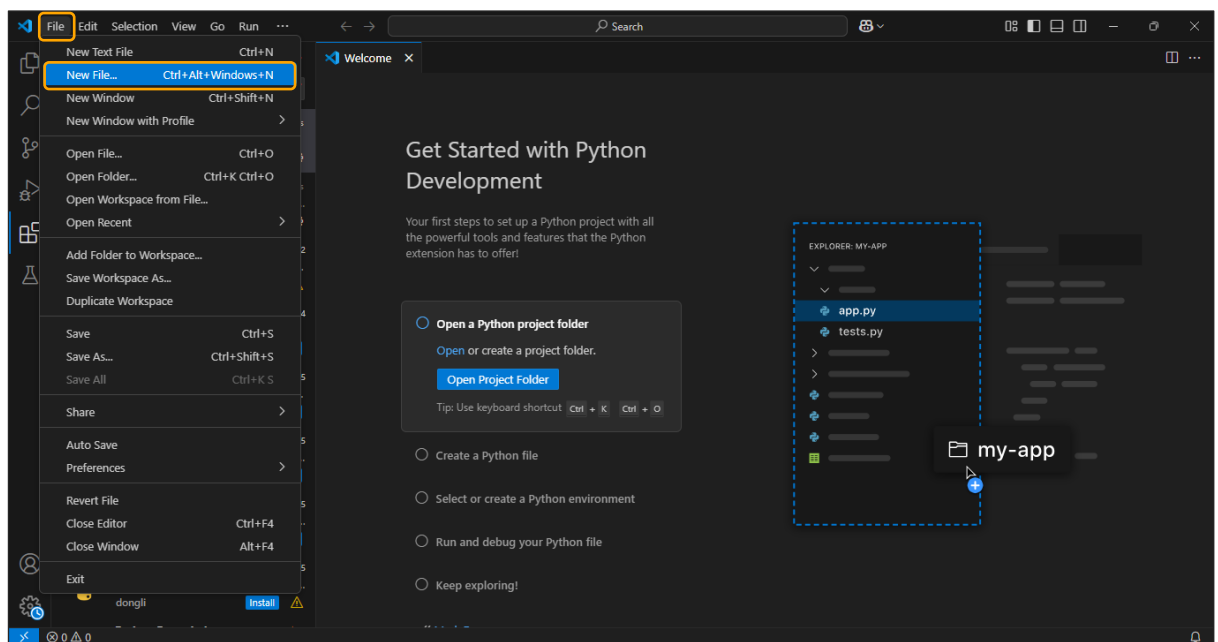 File Edit Selection View Go Run ···
Search
New Text File Ctrl+N
New File... Ctrl+Alt+Windows+N
New Window Ctrl+Shift+N
New Window with Profile
Open File... Ctrl+O
Open Folder... Ctrl+K Ctrl+O
Open Workspace from File...
Open Recent
Add Folder to Workspace...
Save Workspace As...
Duplicate Workspace
Save Ctrl+S
Save As... Ctrl+Shift+S
Save All Ctrl+K S
Share
Auto Save
Preferences
Revert File
Close Editor Ctrl+F4
Close Window Alt+F4
Exit
dongli Install
0 0
Welcome
Get Started with Python
Development
Your first steps to set up a Python project with all
the powerful tools and features that the Python
extension has to offer!
Open a Python project folder
Open or create a project folder.
Open Project Folder
Tip: Use keyboard shortcut Ctrl + K Ctrl + O
Create a Python file
Select or create a Python environment
Run and debug your Python file
Keep exploring!
EXPLORER: MY-APP
app.py
tests.py
my-app